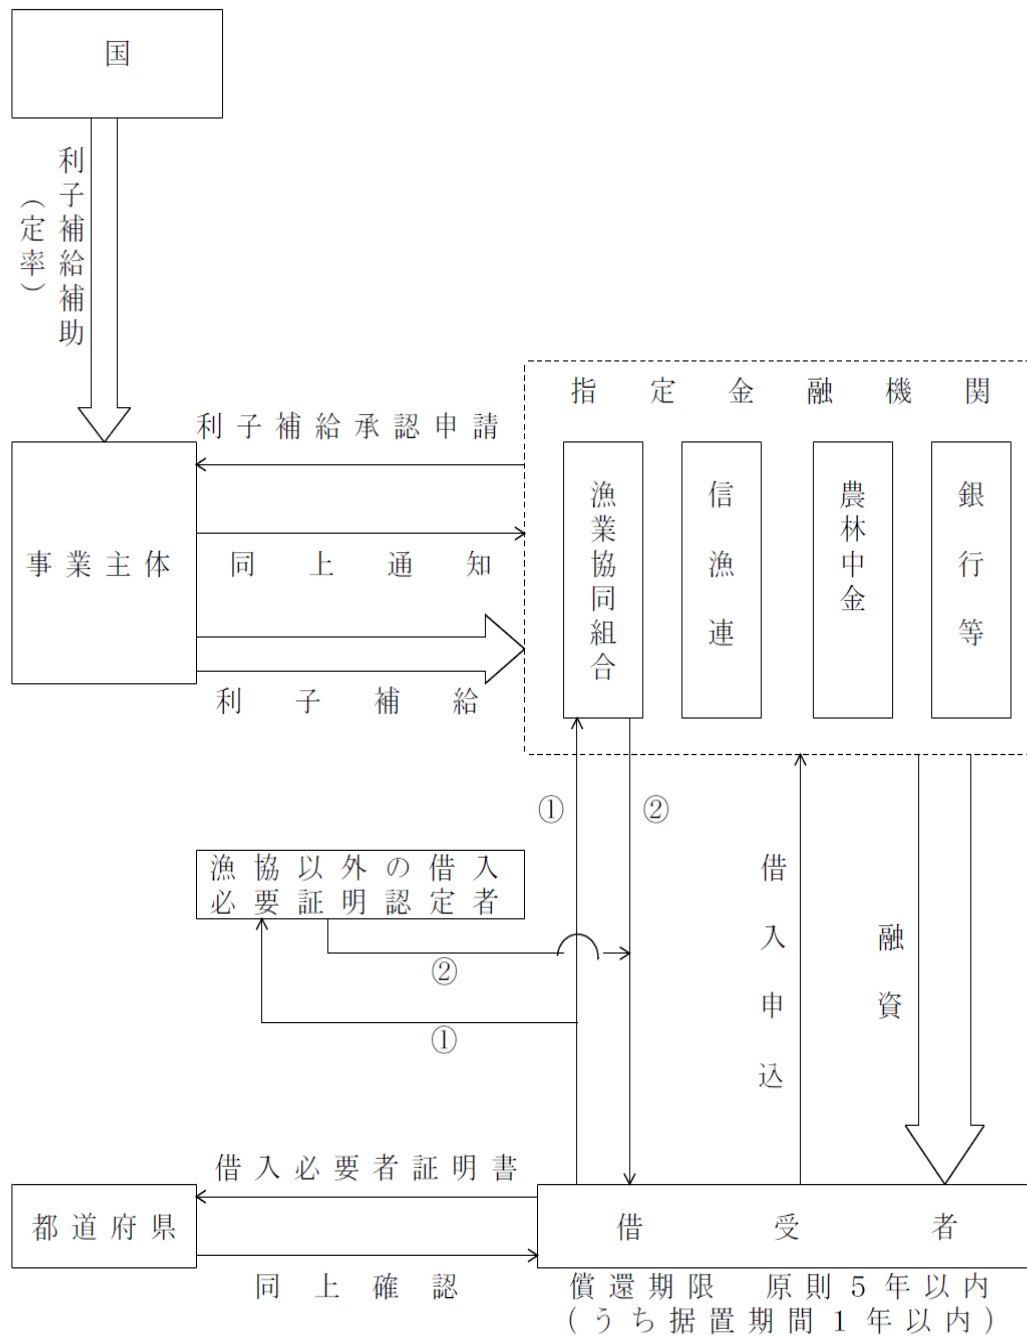 国
利子補給補助
（定率）
指定金融機関
利子補給承認申請
事業主体
同上通知
利子補給
漁業協同組合
信漁連
農林中金
銀行等
①
②
漁協以外の借入
必要証明認定者
②
①
借入申込
融資
借入必要者証明書
都道府県
同上確認
借受者
償還期限 原則５年以内
（うち据置期間１年以内）